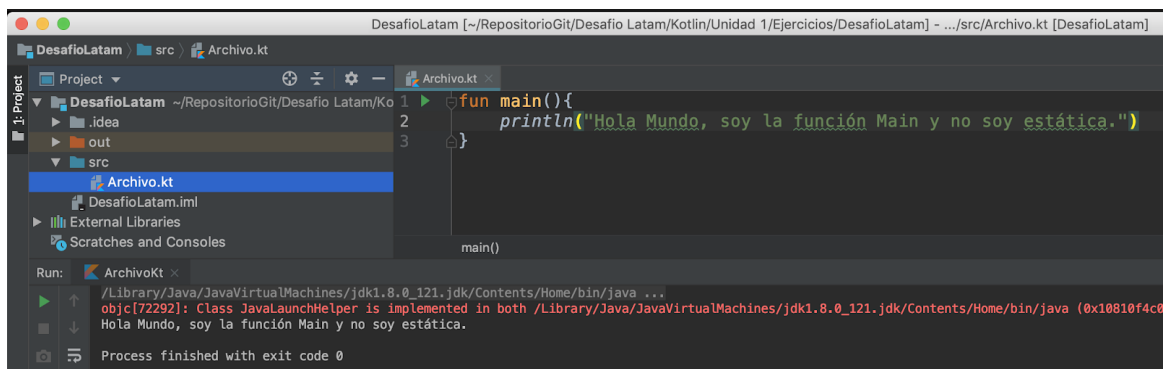 DesafioLatam [~/RepositorioGit/Desafio Latam/Kotlin/Unidad 1/Ejercicios/DesafioLatam] - .../src/Archivo.kt [DesafioLatam]
DesafioLatam src Archivo.kt
1: Project
Project
Archivo.kt
DesafioLatam ~/RepositorioGit/Desafio Latam/Ko
.idea
out
src
Archivo.kt
DesafioLatam.iml
External Libraries
Scratches and Consoles
1 fun main(){
2 println("Hola Mundo, soy la función Main y no soy estática.")
3 }
main()
Run: ArchivoKt
/Library/Java/JavaVirtualMachines/jdk1.8.0_121.jdk/Contents/Home/bin/java ...
objc[72292]: Class JavaLaunchHelper is implemented in both /Library/Java/JavaVirtualMachines/jdk1.8.0_121.jdk/Contents/Home/bin/java (0x10810f4c0
Hola Mundo, soy la función Main y no soy estática.
Process finished with exit code 0